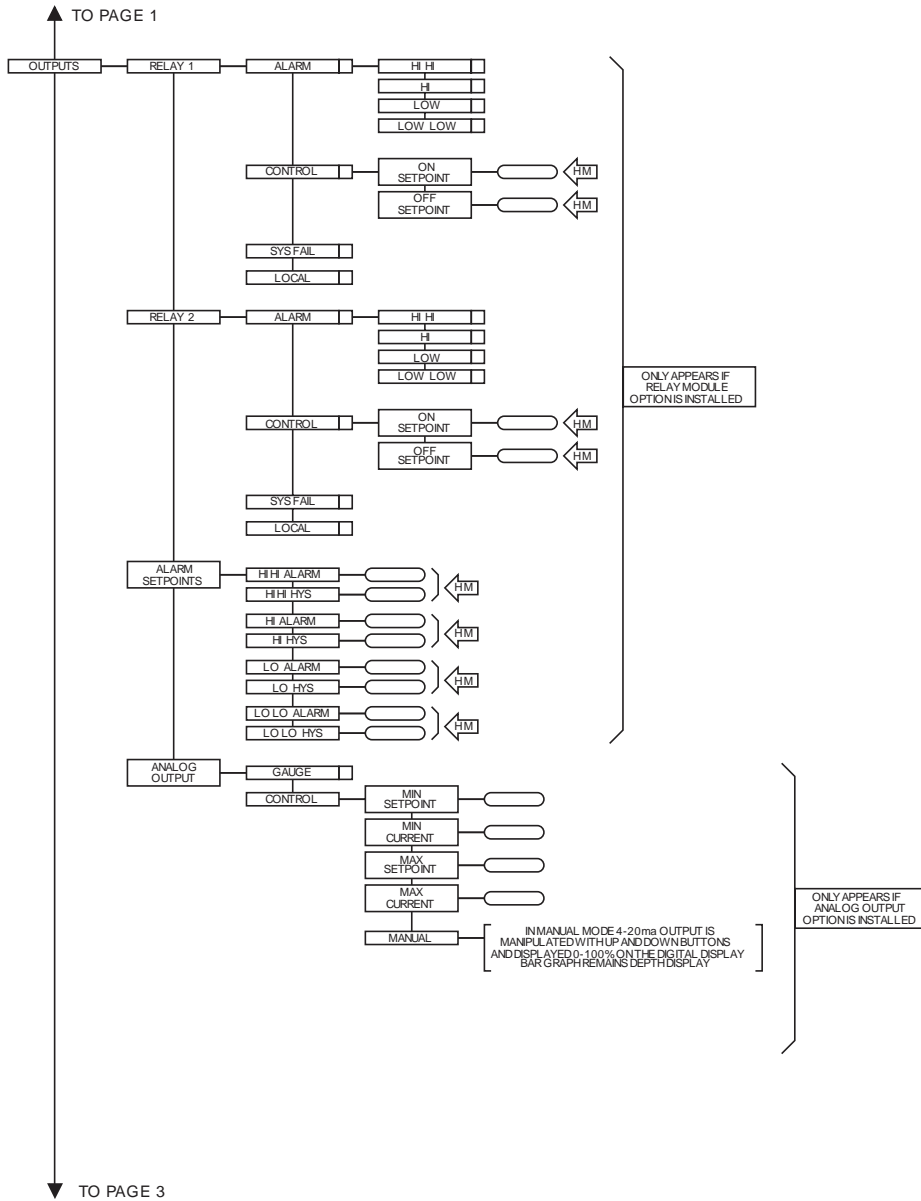 TO PAGE 1
OUTPUTS
RELAY 1
ALARM
HI HI
HI
LOW
LOW LOW
CONTROL
ON
SETPOINT
HM
OFF
SETPOINT
HM
SYS FAIL
LOCAL
RELAY 2
ALARM
HI HI
HI
LOW
LOW LOW
CONTROL
ON
SETPOINT
HM
OFF
SETPOINT
HM
SYS FAIL
LOCAL
ONLY APPEARS IF
RELAY MODULE
OPTION IS INSTALLED
ALARM
SETPOINTS
HI HI ALARM
HI HI HYS
HM
HI ALARM
HI HYS
HM
LO ALARM
LO HYS
HM
LO LO ALARM
LO LO HYS
HM
ANALOG
OUTPUT
GAUGE
CONTROL
MIN
SETPOINT
MIN
CURRENT
MAX
SETPOINT
MAX
CURRENT
MANUAL
IN MANUAL MODE 4-20ma OUTPUT IS
MANIPULATED WITH UP AND DOWN BUTTONS
AND DISPLAYED 0-100% ON THE DIGITAL DISPLAY
BAR GRAPH REMAINS DEPTH DISPLAY
ONLY APPEARS IF
ANALOG OUTPUT
OPTION IS INSTALLED
TO PAGE 3